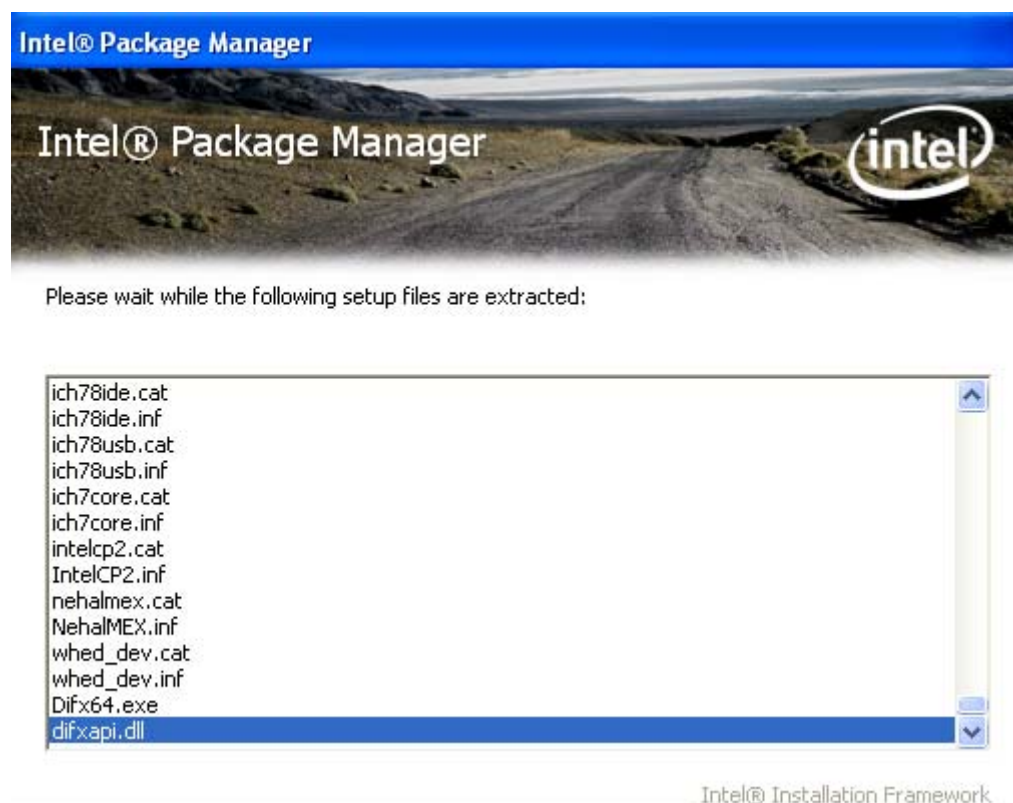 Intel® Package Manager
Intel® Package Manager
intel
Please wait while the following setup files are extracted:
ich78ide.cat
ich78ide.inf
ich78usb.cat
ich78usb.inf
ich7core.cat
ich7core.inf
intelcp2.cat
IntelCP2.inf
nehalmex.cat
NehalMEX.inf
whed_dev.cat
whed_dev.inf
Difx64.exe
difxapi.dll
Intel® Installation Framework